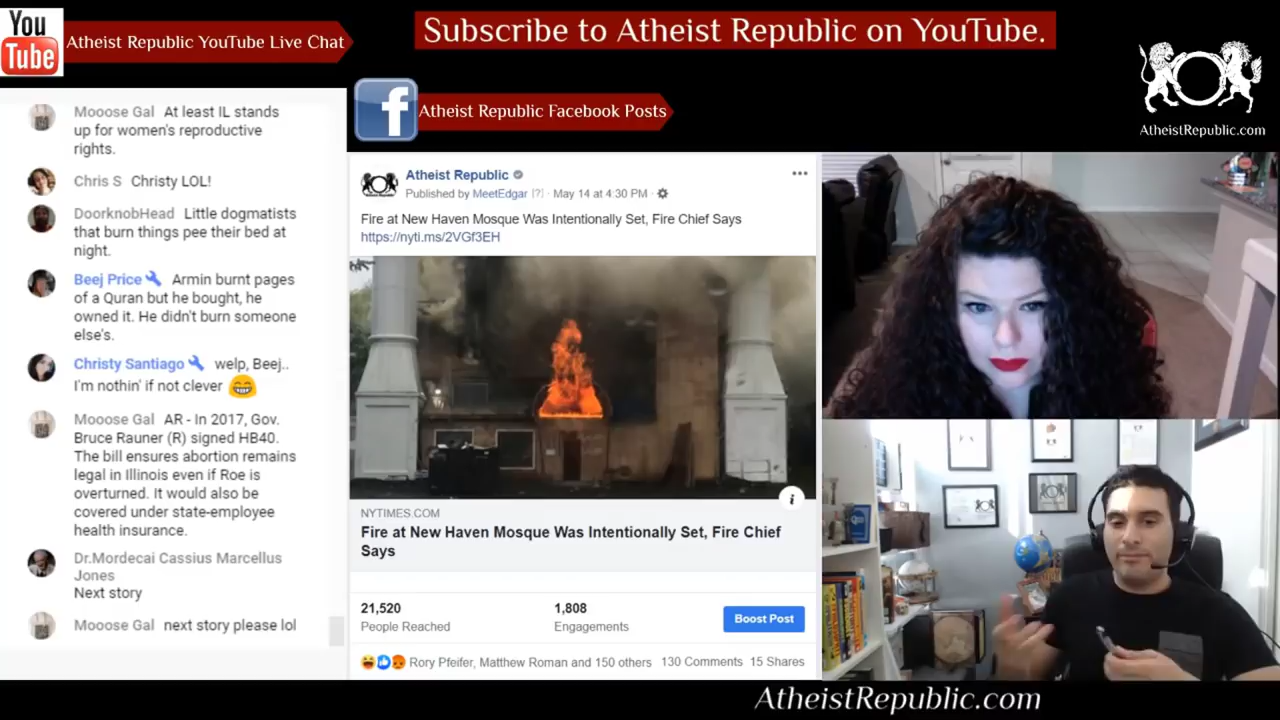 You
Tube
Atheist Republic YouTube Live Chat
Subscribe to Atheist Republic on YouTube.
AtheistRepublic.com
f
Atheist Republic Facebook Posts
Mooose Gal At least IL stands
up for women's reproductive
rights.
Chris S Christy LOL!
DoorknobHead Little dogmatists
that burn things pee their bed at
night.
Beej Price Armin burnt pages
of a Quran but he bought, he
owned it. He didn't burn someone
else's.
Christy Santiago welp, Beej..
I'm nothin' if not clever
Mooose Gal AR - In 2017, Gov.
Bruce Rauner (R) signed HB40.
The bill ensures abortion remains
legal in Illinois even if Roe is
overturned. It would also be
covered under state-employee
health insurance.
Dr.Mordecai Cassius Marcellus
Jones
Next story
Mooose Gal next story please lol
Atheist Republic
Published by MeetEdgar [?] · May 14 at 4:30 PM ·
Fire at New Haven Mosque Was Intentionally Set, Fire Chief Says
https://nyti.ms/2VGf3EH
NYTIMES.COM
Fire at New Haven Mosque Was Intentionally Set, Fire Chief
Says
21,520
People Reached
1,808
Engagements
Boost Post
Rory Pfeifer, Matthew Roman and 150 others
130 Comments 15 Shares
AtheistRepublic.com